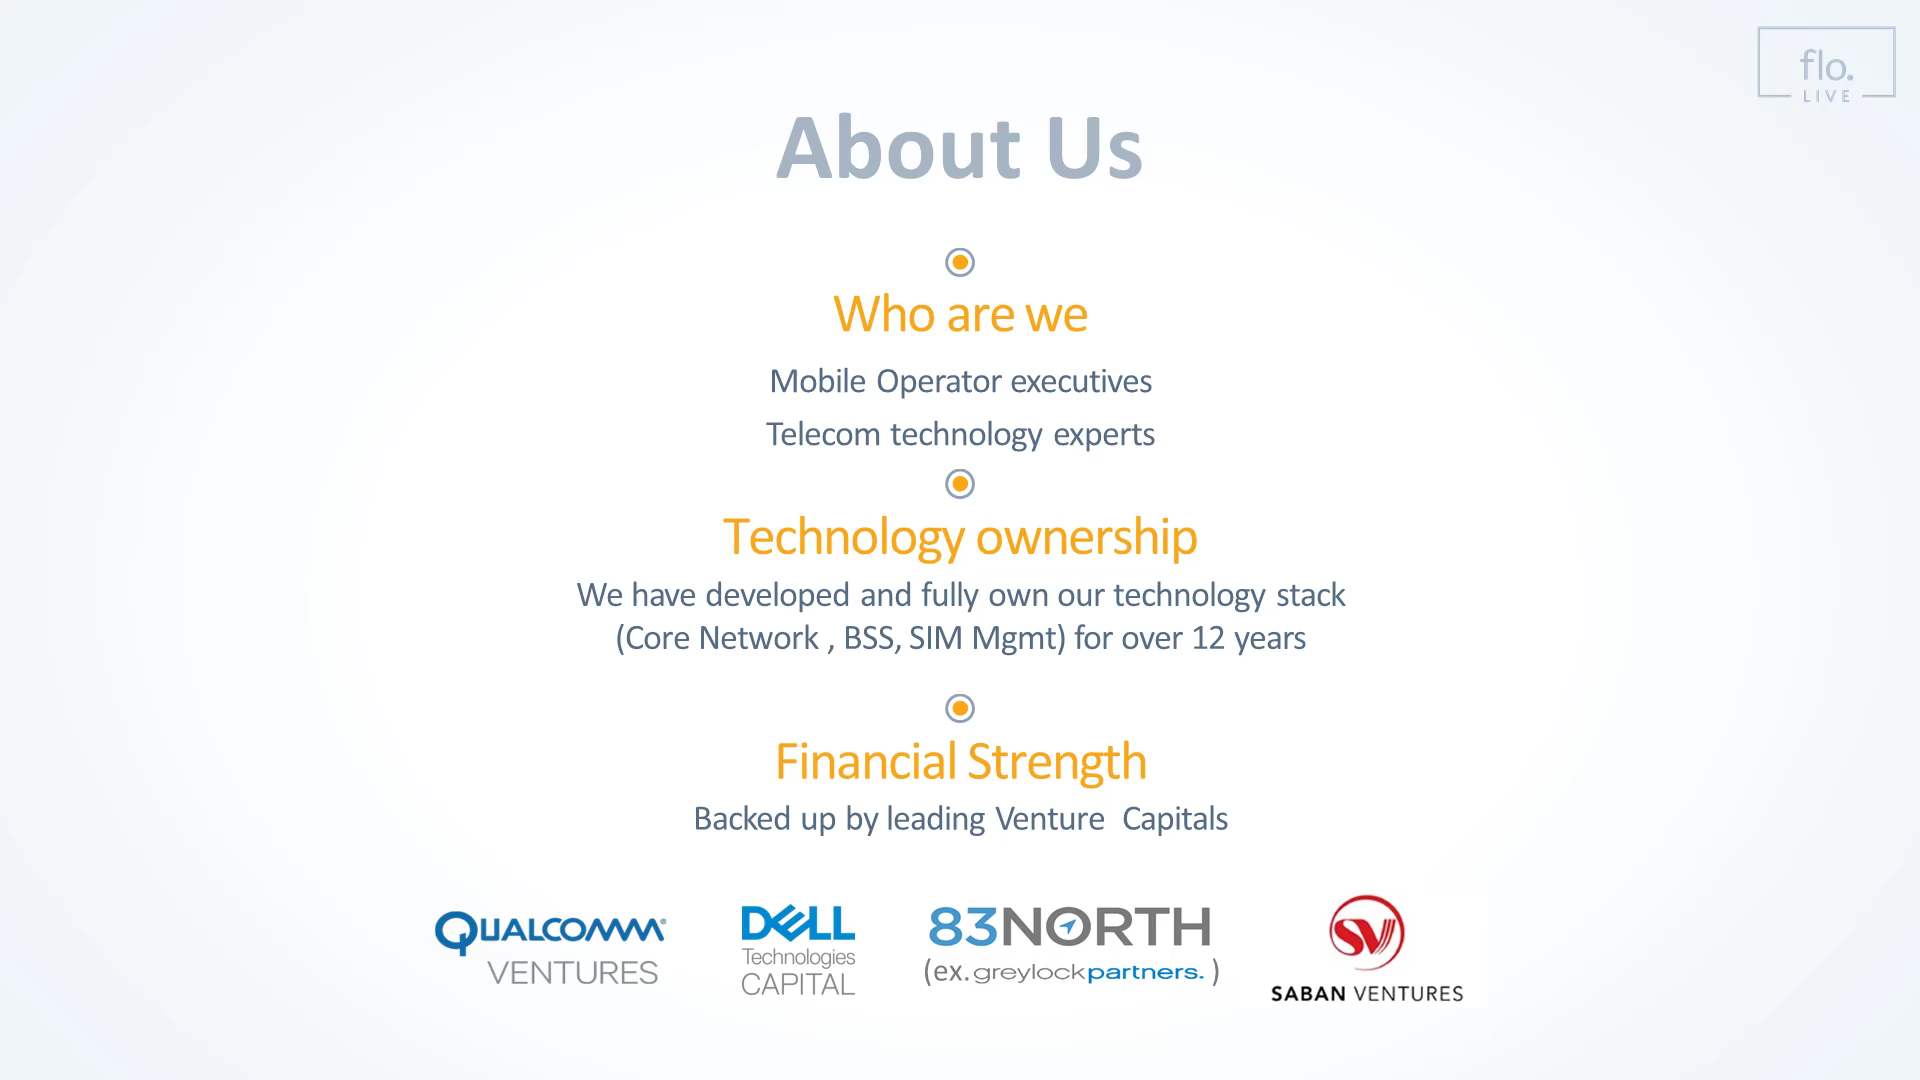 flo.
LIVE
About Us
Who are we
Mobile Operator executives
Telecom technology experts
Technology ownership
We have developed and fully own our technology stack
(Core Network , BSS, SIM Mgmt) for over 12 years
Financial Strength
Backed up by leading Venture  Capitals
QUALCOMM®
VENTURES
DELL
Technologies
CAPITAL
83NORTH
(ex. greylockpartners. )
SV
SABAN VENTURES